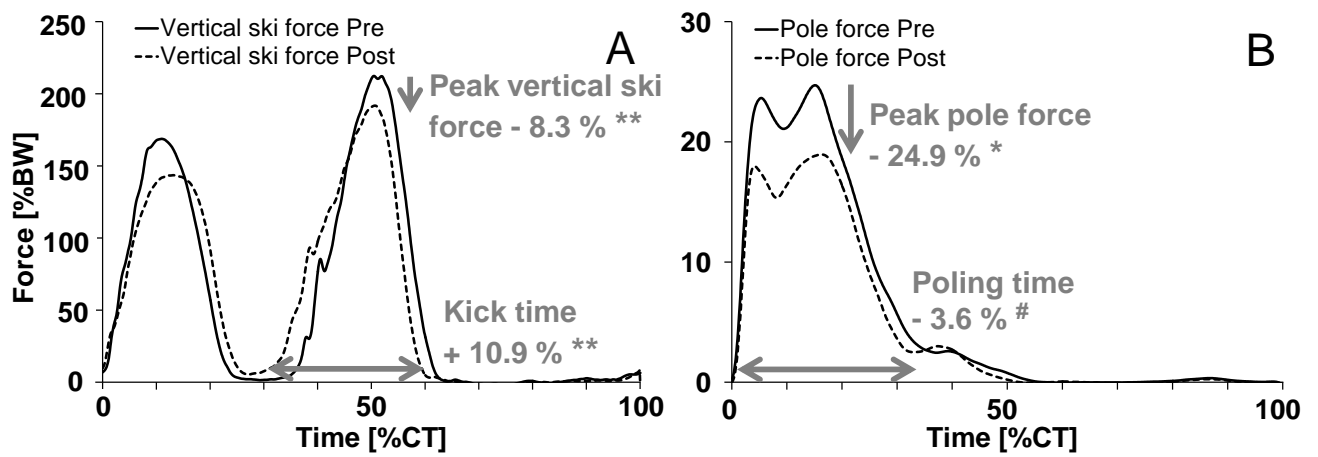 Vertical ski force Pre
Vertical ski force Post
A
Peak vertical ski
force - 8.3 % **
Kick time
+ 10.9 % **
Force [%BW]
250
200
150
100
50
0
0
50
100
Time [%CT]
Pole force Pre
Pole force Post
B
Peak pole force
- 24.9 % *
Poling time
- 3.6 % #
30
20
10
0
0
50
100
Time [%CT]